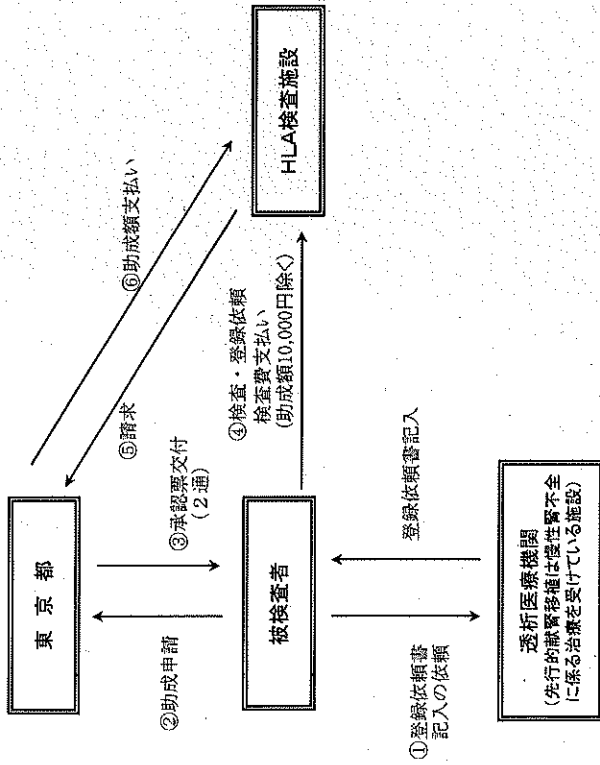 東 京 都
②助成申請
③承認票交付
(2通)
⑤請求
⑥助成額支払い
被検査者
④検査・登録依頼
検査費支払い
(助成額10,000円除く)
HLA検査施設
①登録依頼書
記入の依頼
登録依頼書記入
透析医療機関
(先行的献腎移植は慢性腎不全
に係る治療を受けている施設)